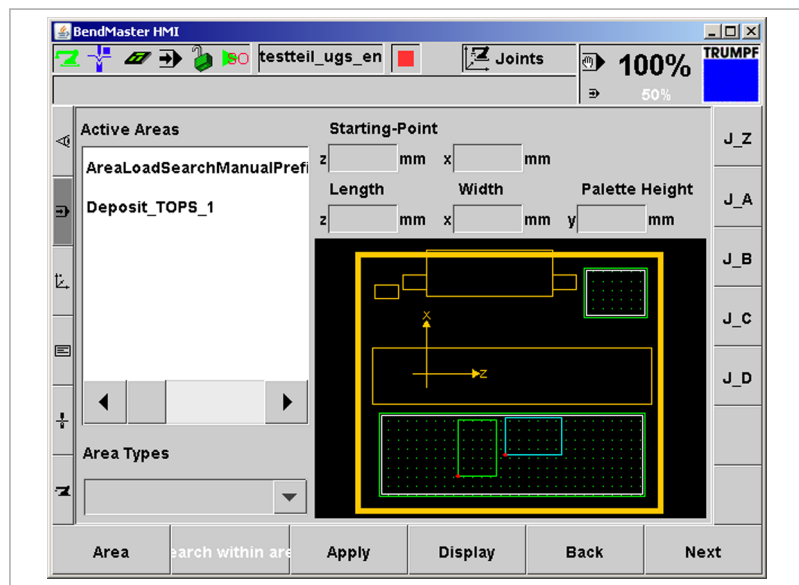 BendMaster HMI
testteil_ugs_en
Joints
100%
50%
TRUMPF
Active Areas
AreaLoadSearchManualPrefi
Deposit_TOPS_1
Starting-Point
z mm x mm
Length Width Palette Height
z mm x mm y mm
X
Z
Area Types
J_Z
J_A
J_B
J_C
J_D
Area
earch within are
Apply
Display
Back
Next